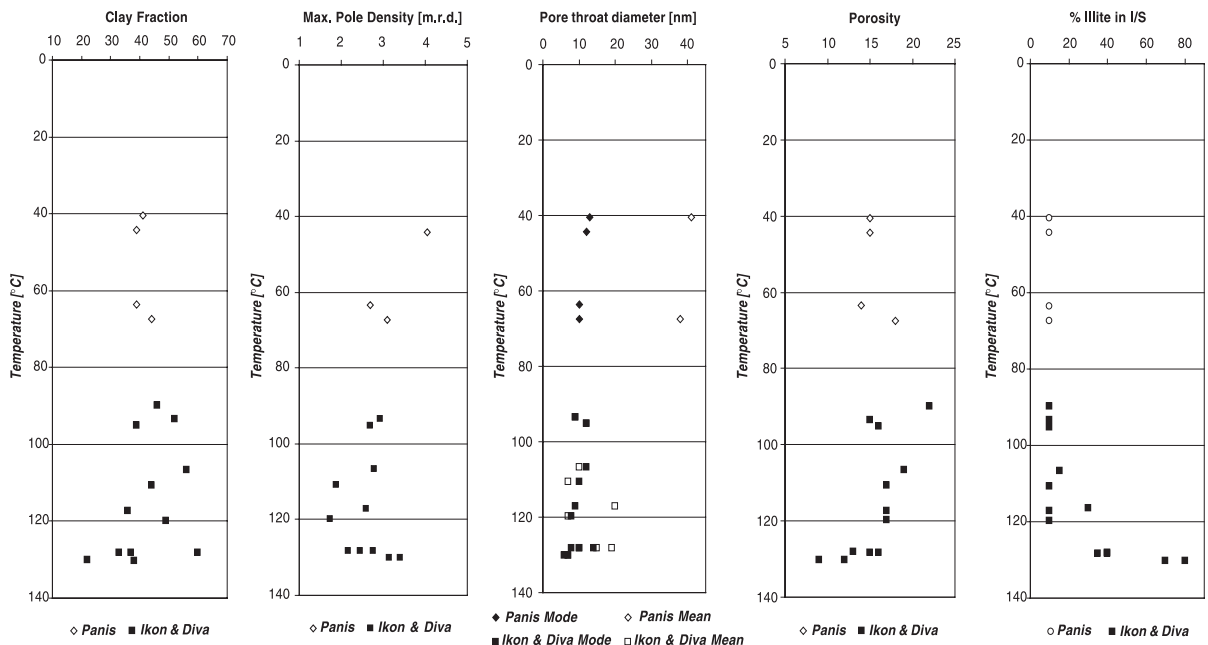 Clay Fraction
10 20 30 40 50 60 70
0
20
40
60
80
100
120
140
Temperature [°C]
◇ Panis ■ Ikon & Diva
Max. Pole Density [m.r.d.]
1 2 3 4 5
0
20
40
60
80
100
120
140
Temperature [°C]
◇ Panis ■ Ikon & Diva
Pore throat diameter [nm]
0 10 20 30 40
0
20
40
60
80
100
120
140
Temperature [°C]
◆ Panis Mode ◇ Panis Mean
■ Ikon & Diva Mode □ Ikon & Diva Mean
Porosity
5 10 15 20 25
0
20
40
60
80
100
120
140
Temperature [°C]
◇ Panis ■ Ikon & Diva
% Illite in I/S
0 20 40 60 80
0
20
40
60
80
100
120
140
Temperature [°C]
○ Panis ■ Ikon & Diva